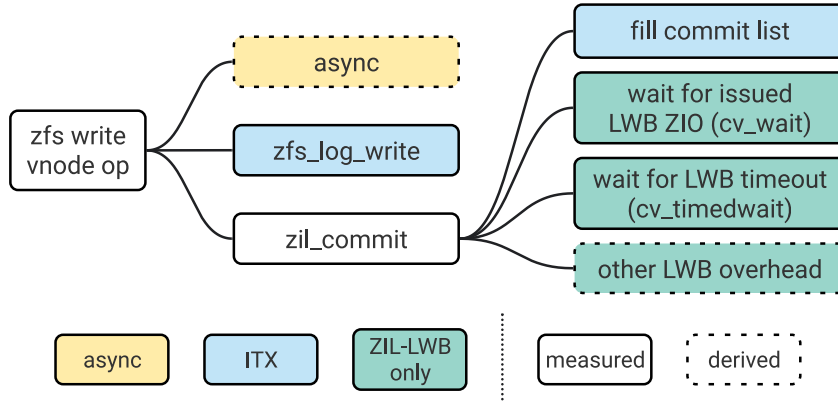 zfs write
vnode op
async
zfs_log_write
zil_commit
fill commit list
wait for issued
LWB ZIO (cv_wait)
wait for LWB timeout
(cv_timedwait)
other LWB overhead
async
ITX
ZIL-LWB
only
measured
derived